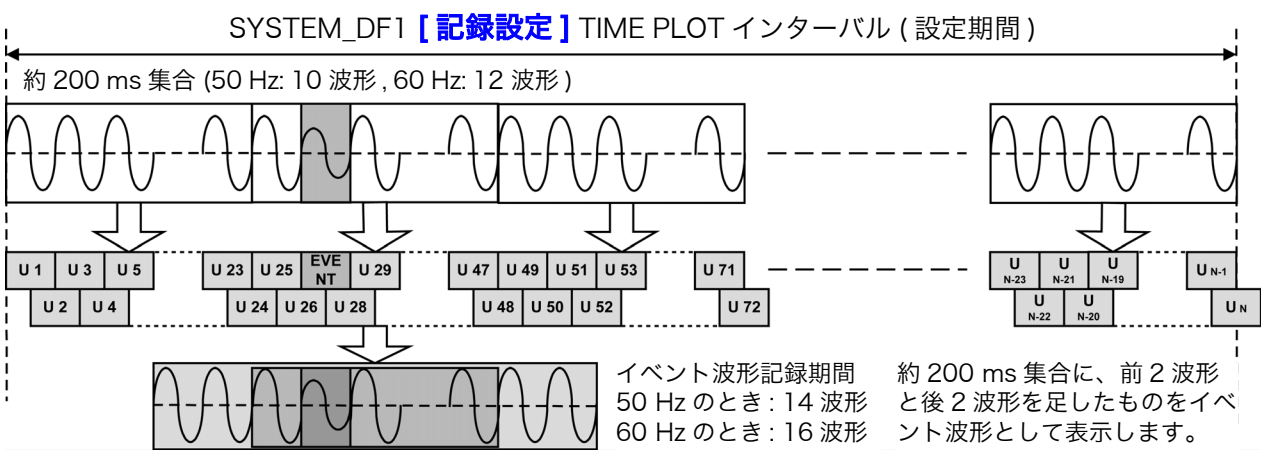 SYSTEM_DF1 [ 記録設定 ] TIME PLOT インターバル ( 設定期間 )
約 200 ms 集合 (50 Hz: 10 波形 , 60 Hz: 12 波形 )
U 1 U 3 U 5 U 23 U 25 EVE NT U 29 U 47 U 49 U 51 U 53 U 71 U N-23 U N-21 U N-19 U N-1
U 2 U 4 U 24 U 26 U 28 U 48 U 50 U 52 U 72 U N-22 U N-20 U N
イベント波形記録期間
50 Hz のとき : 14 波形
60 Hz のとき : 16 波形
約 200 ms 集合に、前 2 波形
と後 2 波形を足したものをイベ
ント波形として表示します。